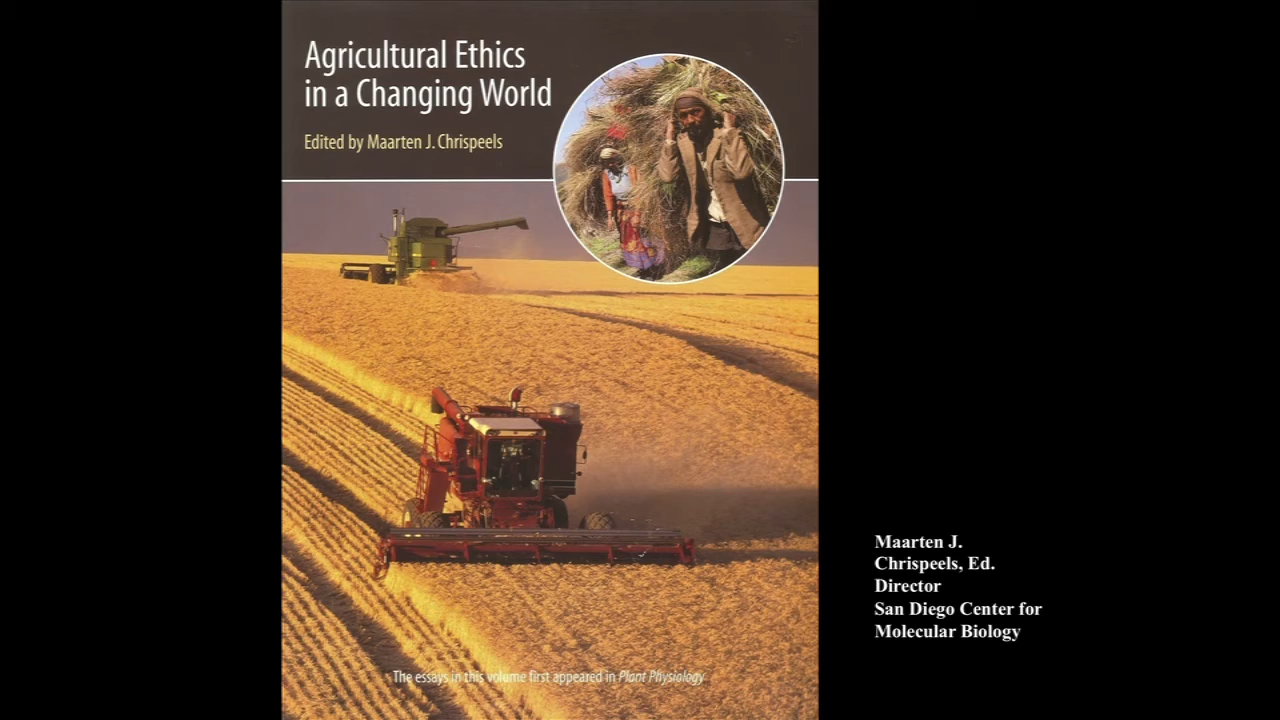 Agricultural Ethics
in a Changing World
Edited by Maarten J. Chrispeels
The essays in this volume first appeared in Plant Physiology
Maarten J.
Chrispeels, Ed.
Director
San Diego Center for
Molecular Biology